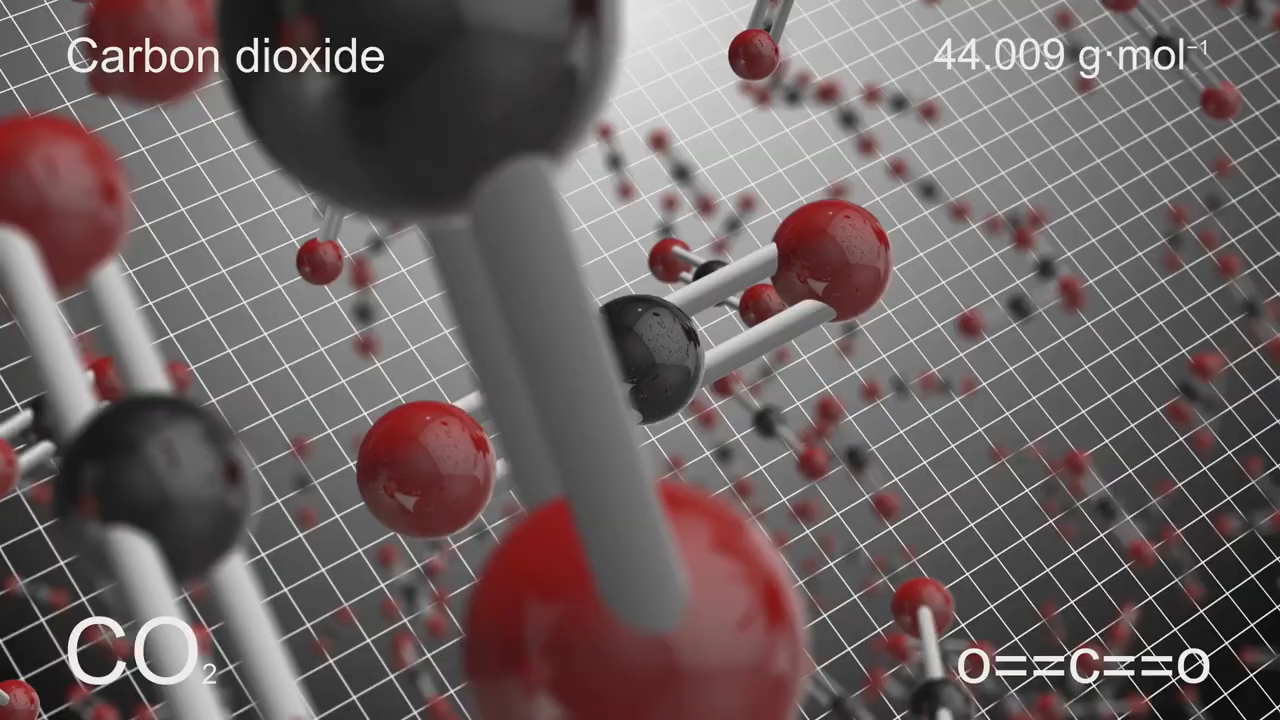 Carbon dioxide
44.009 g·mol⁻¹
CO₂
O==C==O